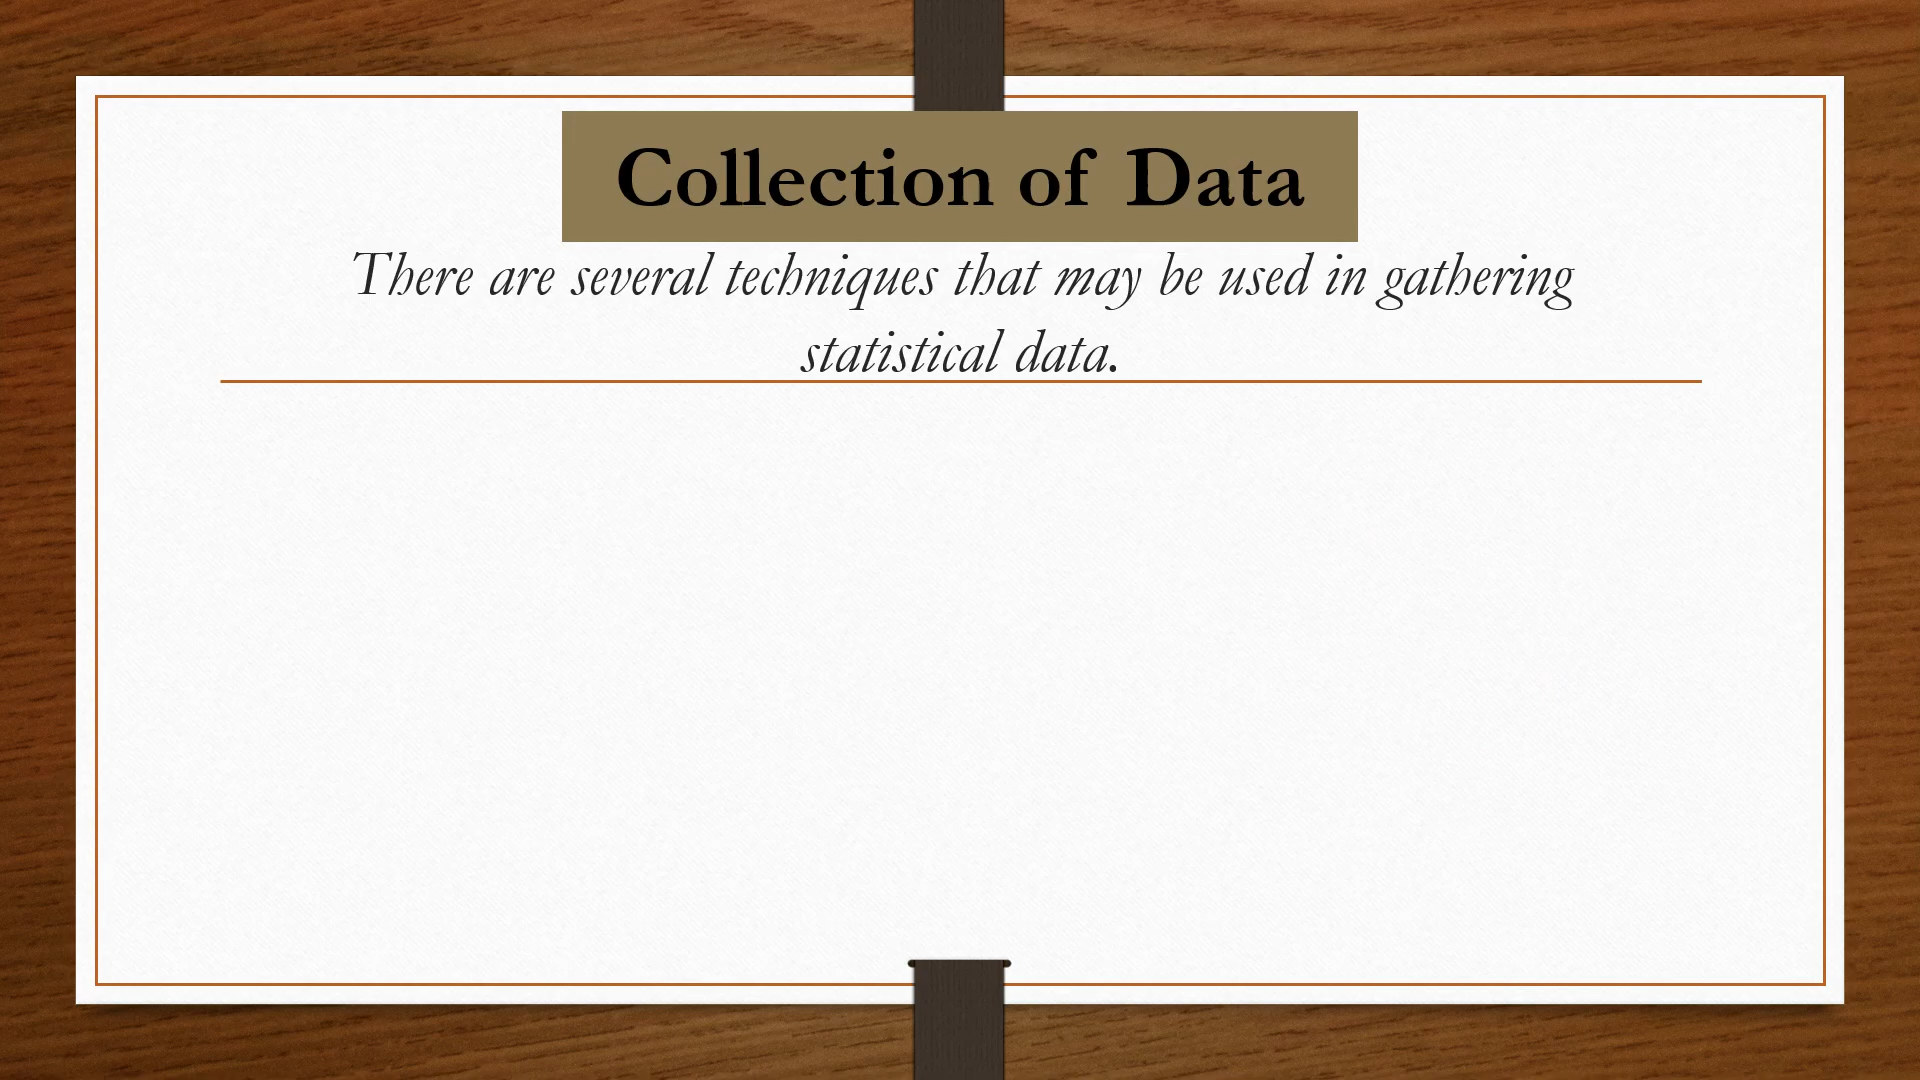 Collection of Data
There are several techniques that may be used in gathering
statistical data.